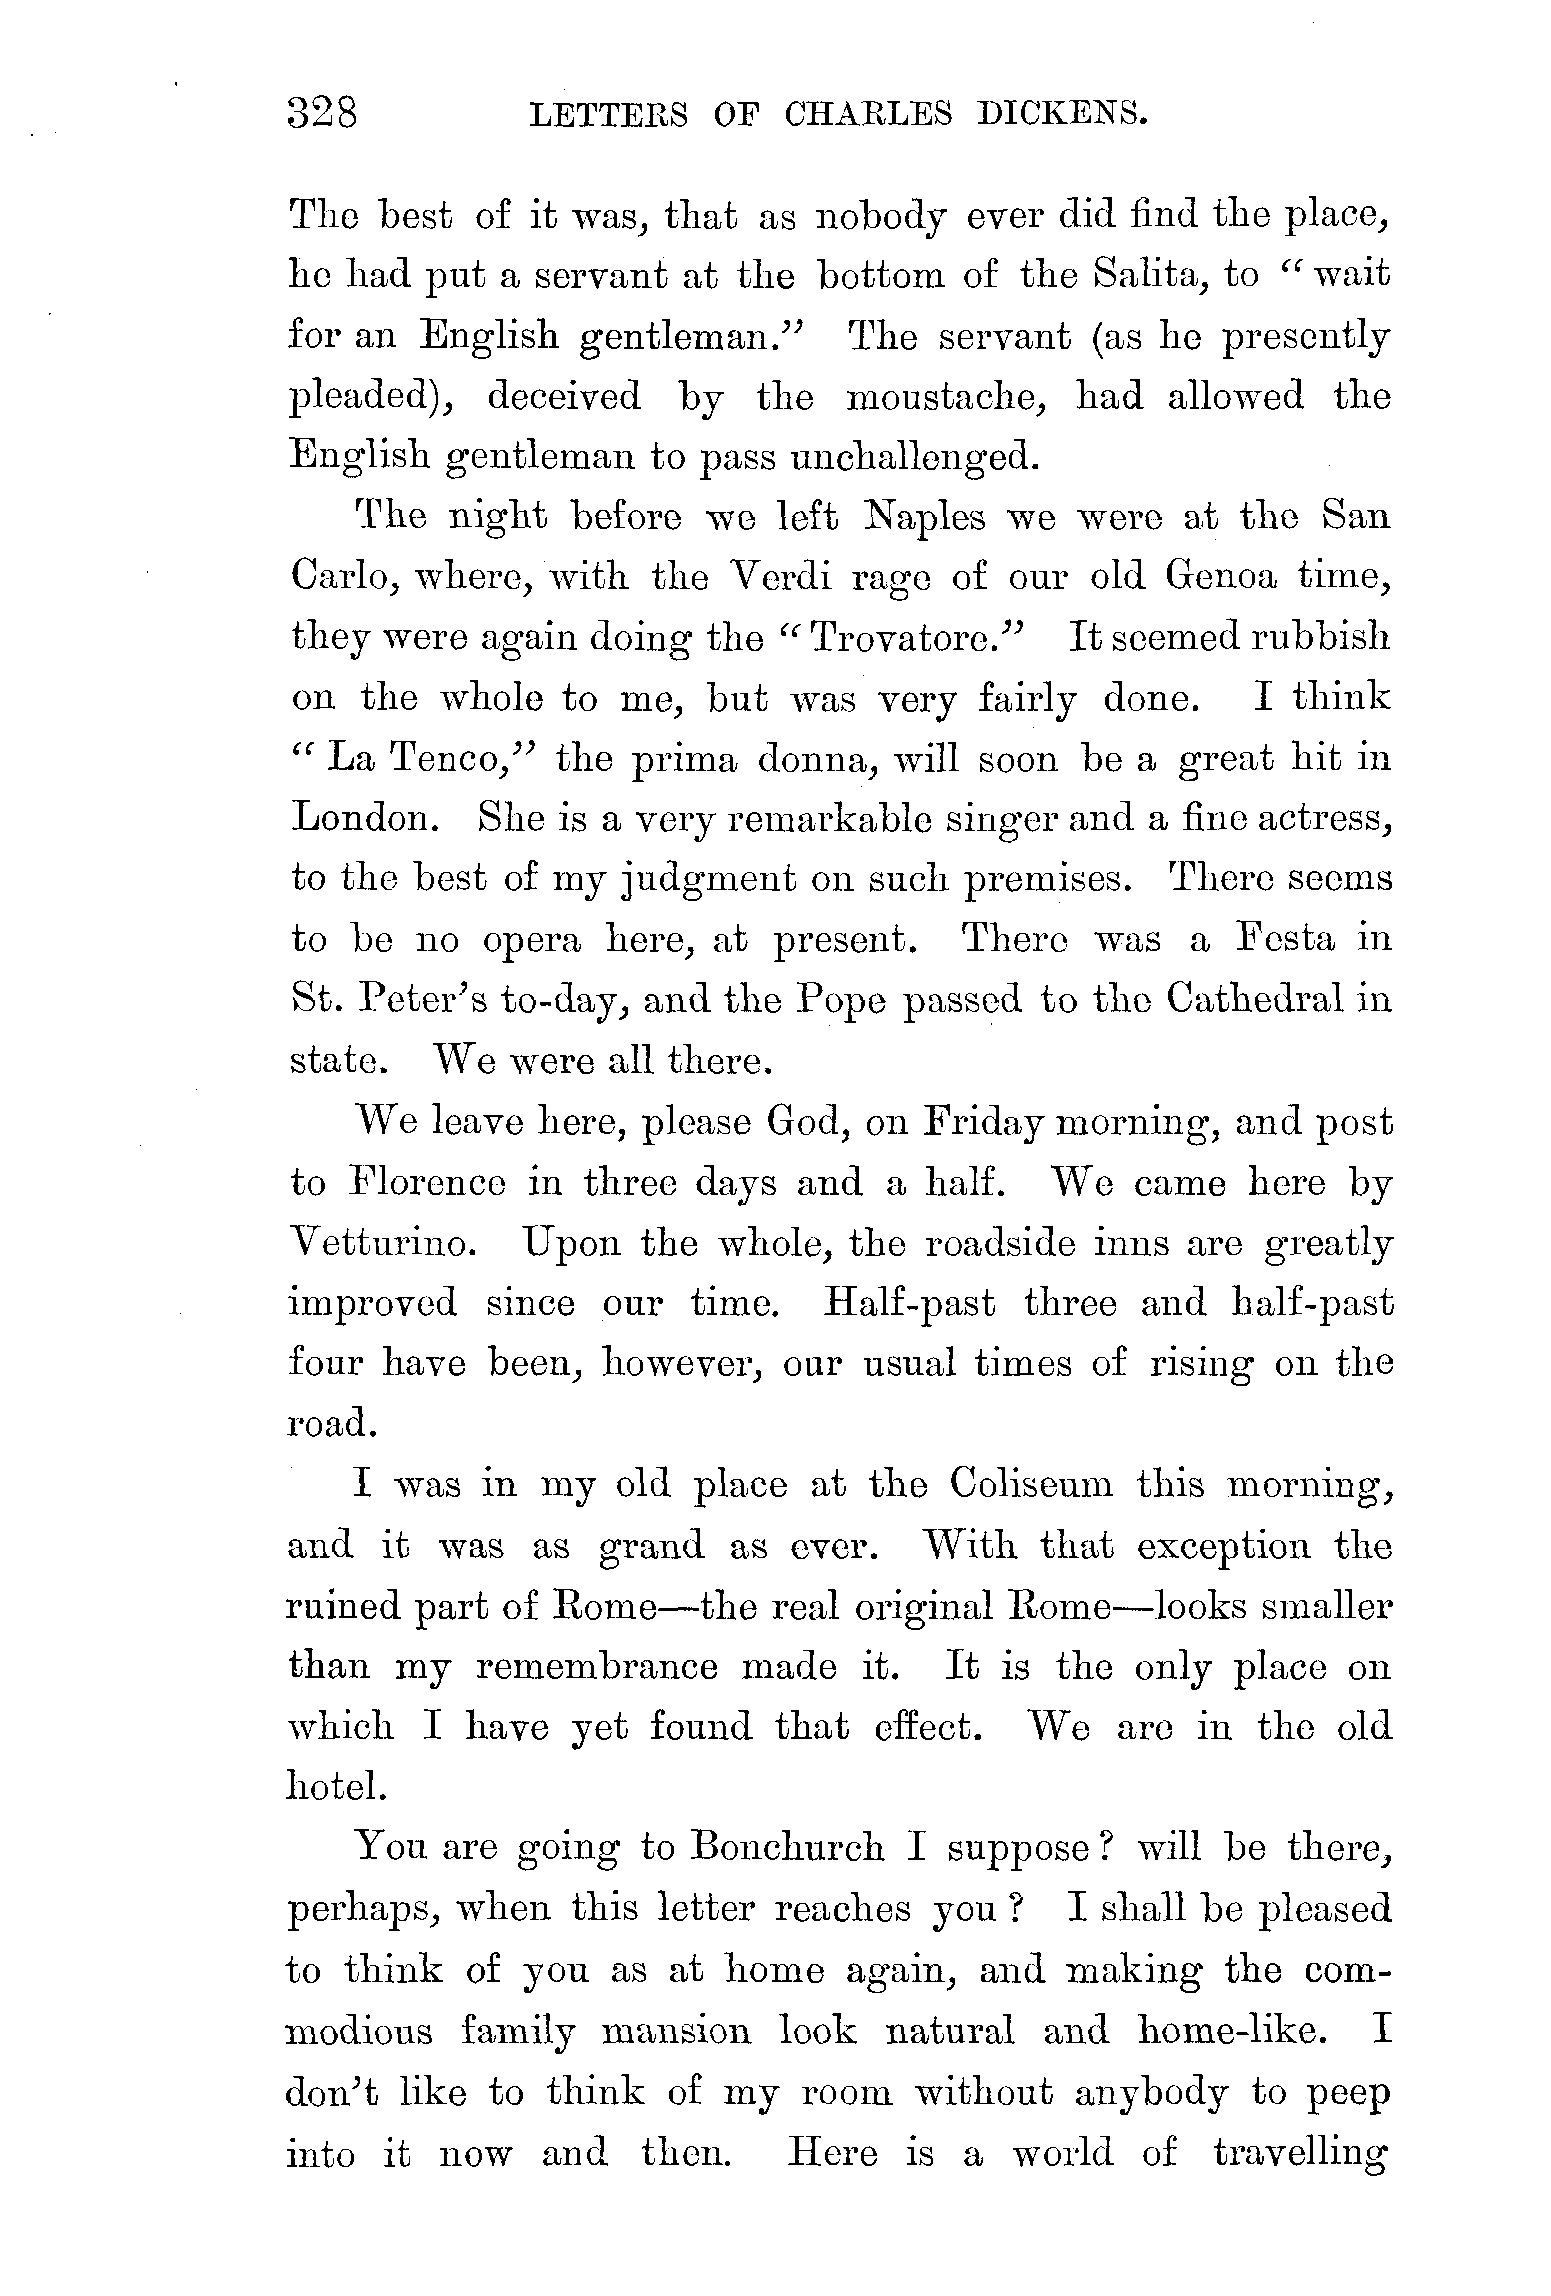 328 LETTERS OF CHARLES DICKENS.
The best of it was, that as nobody ever did find the place,
he had put a servant at the bottom of the Salita, to “ wait
for an English gentleman.” The servant (as he presently
pleaded), deceived by the moustache, had allowed the
English gentleman to pass unchallenged.
The night before we left Naples we were at the San
Carlo, where, with the Verdi rage of our old Genoa time,
they were again doing the “ Trovatore.” It seemed rubbish
on the whole to me, but was very fairly done. I think
“ La Tenco,” the prima donna, will soon be a great hit in
London. She is a very remarkable singer and a fine actress,
to the best of my judgment on such premises. There seems
to be no opera here, at present. There was a Festa in
St. Peter’s to-day, and the Pope passed to the Cathedral in
state. We were all there.
We leave here, please God, on Friday morning, and post
to Florence in three days and a half. We came here by
Vetturino. Upon the whole, the roadside inns are greatly
improved since our time. Half-past three and half-past
four have been, however, our usual times of rising on the
road.
I was in my old place at the Coliseum this morning,
and it was as grand as ever. With that exception the
ruined part of Rome—the real original Rome—looks smaller
than my remembrance made it. It is the only place on
which I have yet found that effect. We are in the old
hotel.
You are going to Bonchurch I suppose? will be there,
perhaps, when this letter reaches you? I shall be pleased
to think of you as at home again, and making the com-
modious family mansion look natural and home-like. I
don’t like to think of my room without anybody to peep
into it now and then. Here is a world of travelling